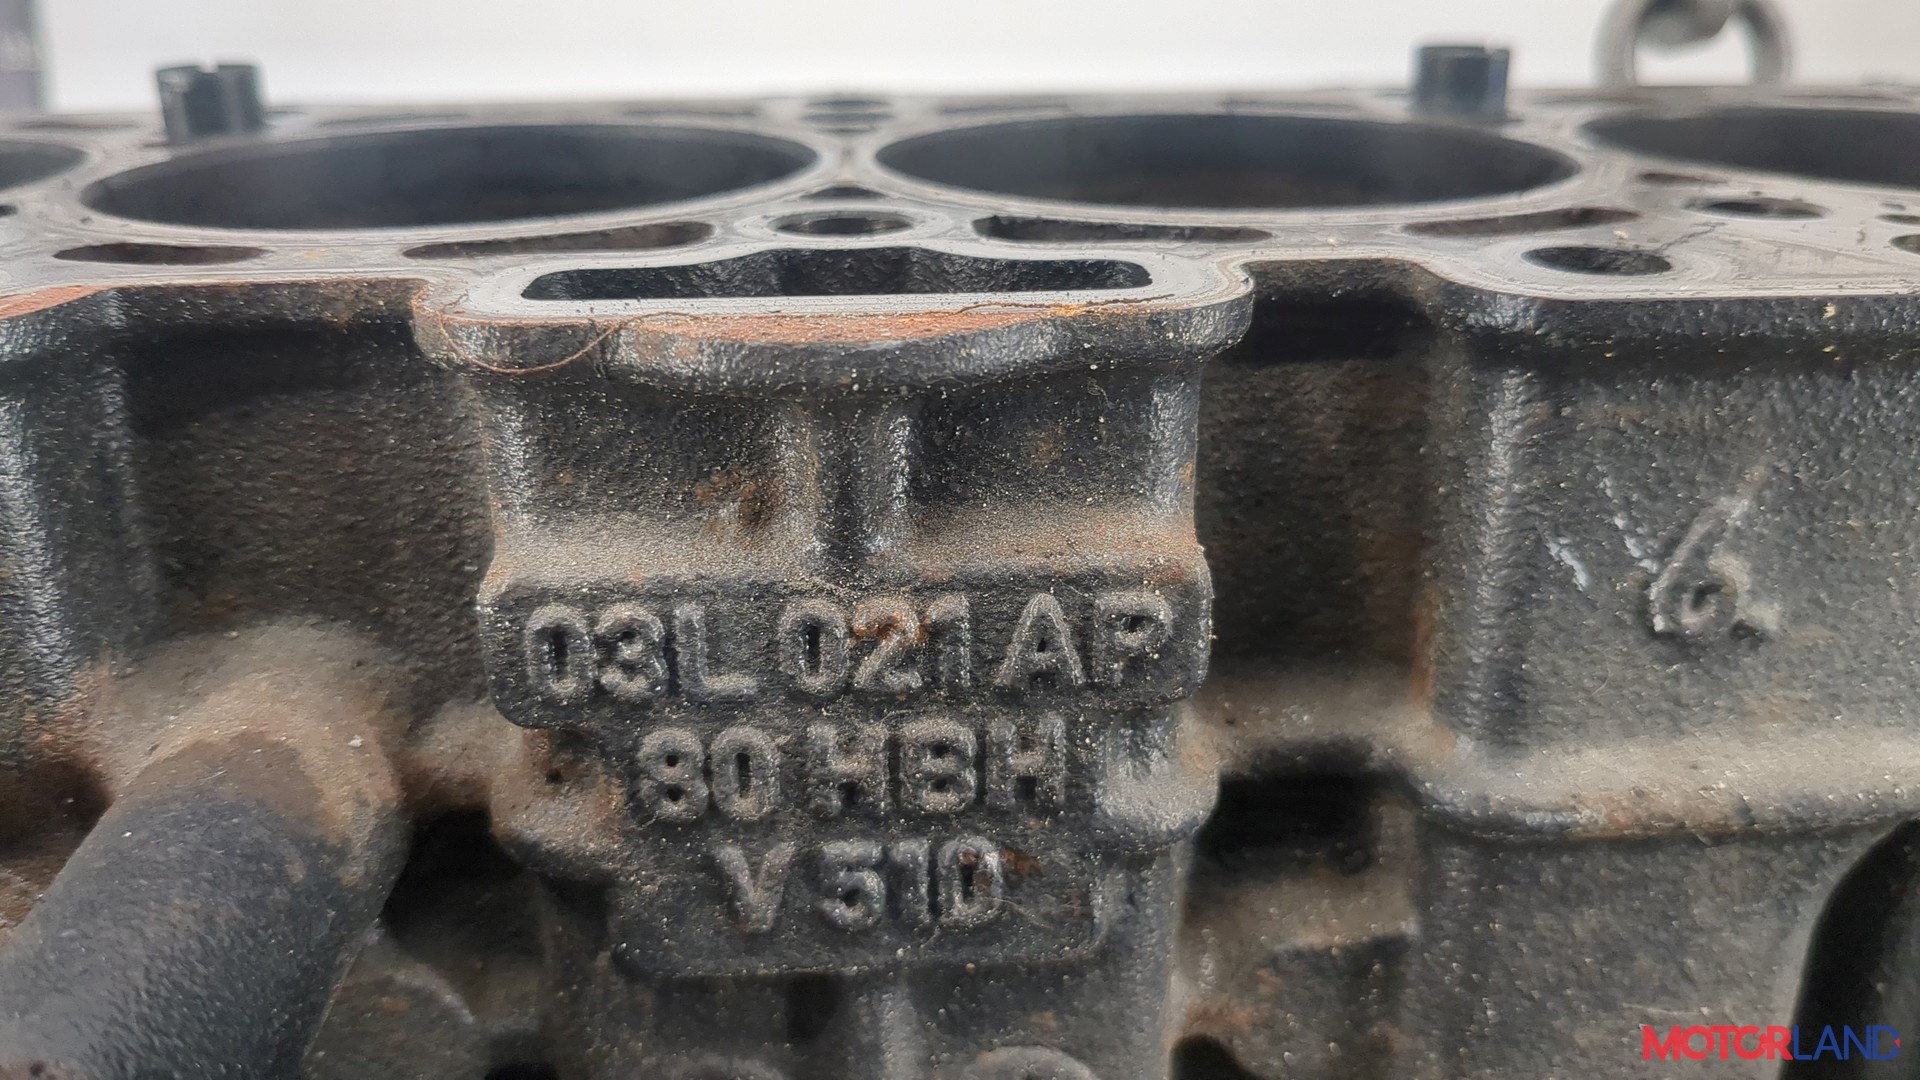 03L 021 AP
80 HBH
V 510
6
MOTORLAND